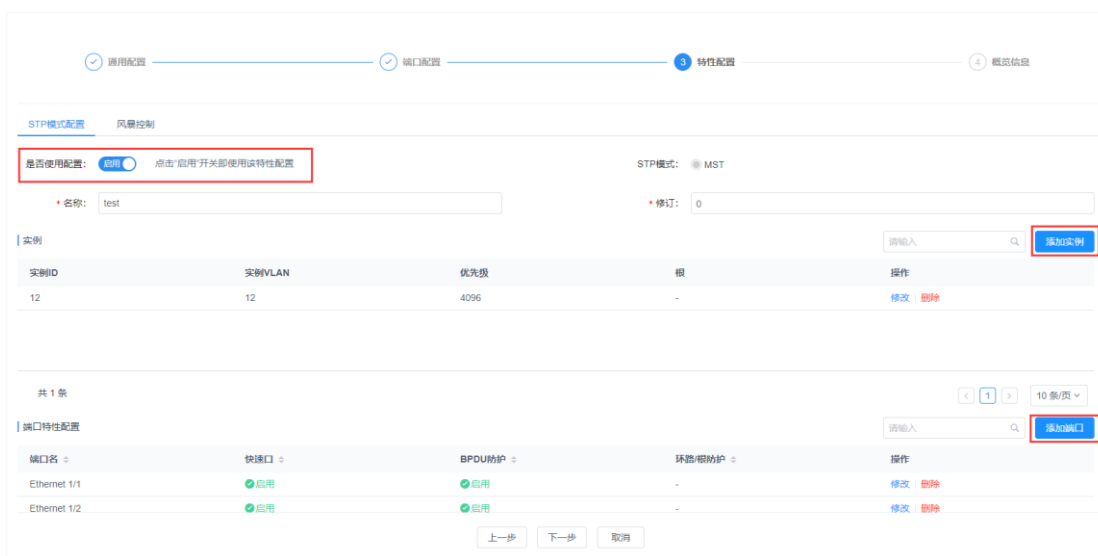 通用配置 端口配置 3 特性配置 4 概览信息
STP模式配置 风暴控制
是否使用配置： 启用 点击“启用”开关即使用该特性配置 STP模式： MST
* 名称： test * 修订： 0
实例 请输入 添加实例
实例ID 实例VLAN 优先级 根 操作
12 12 4096 - 修改 删除
共 1 条 < 1 > 10 条/页
端口特性配置 请输入 添加端口
端口名 快速口 BPDU防护 环路/根防护 操作
Ethernet 1/1 启用 启用 - 修改 删除
Ethernet 1/2 启用 启用 - 修改 删除
上一步 下一步 取消